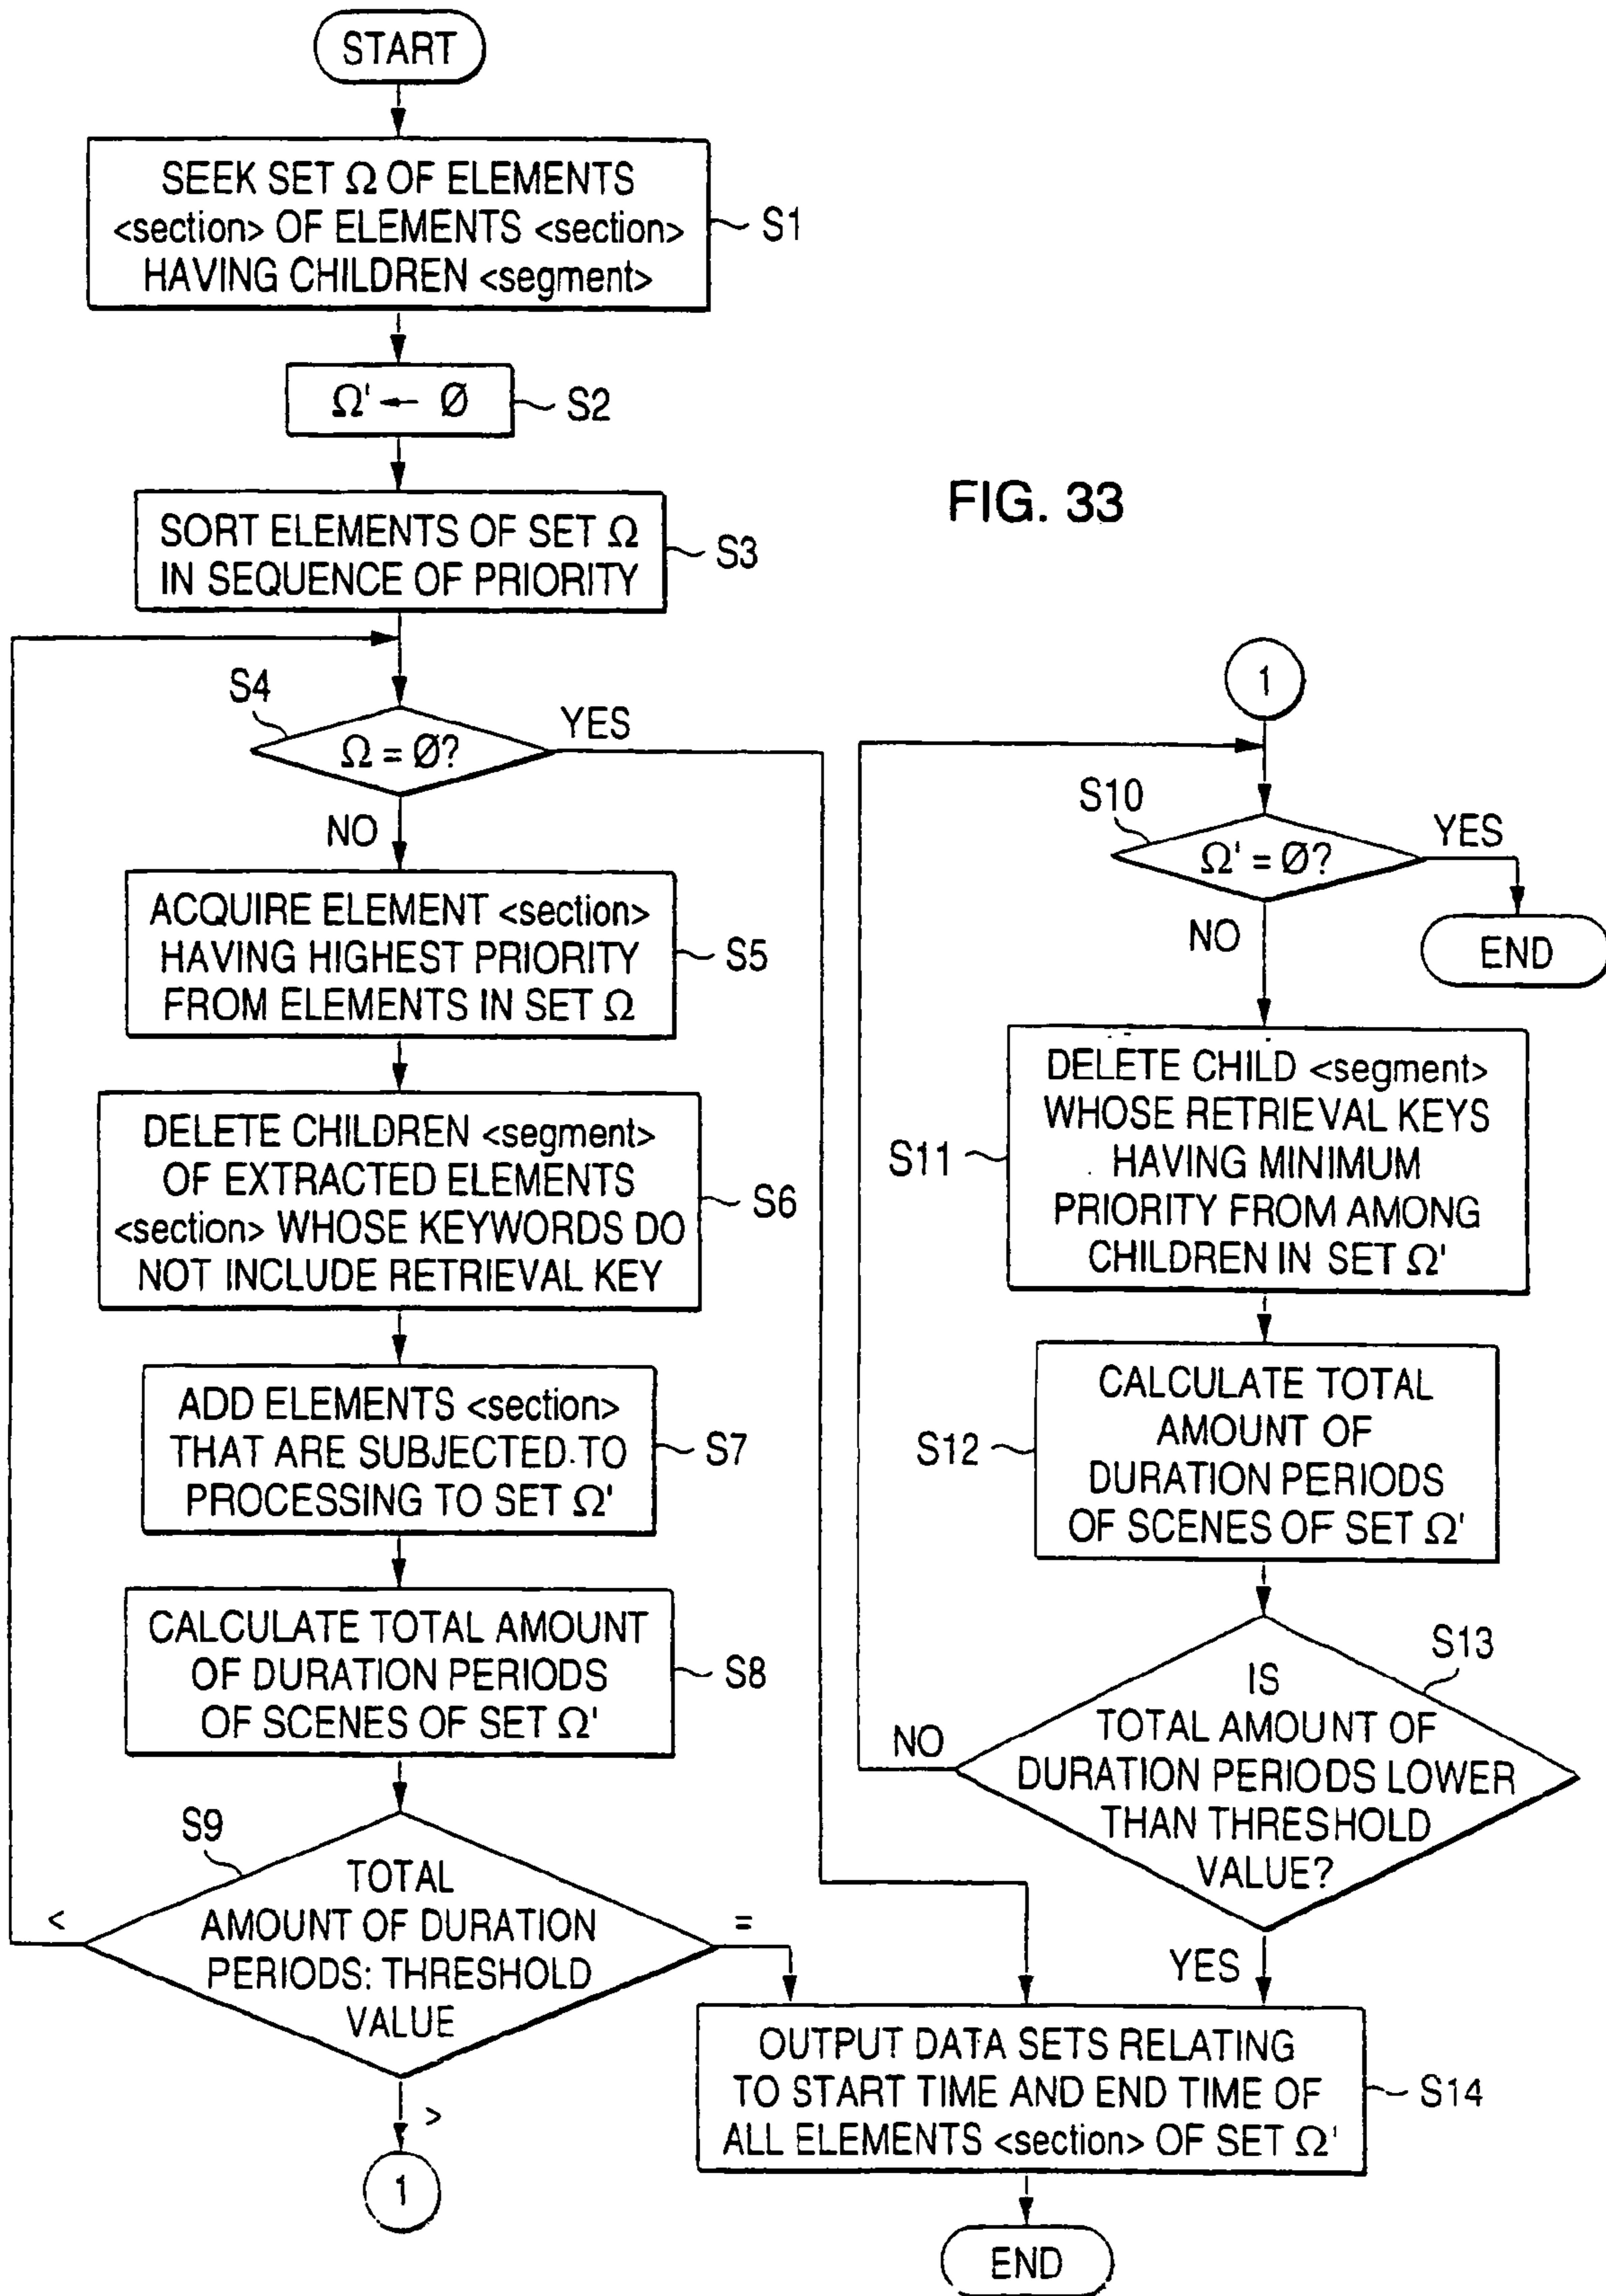 START
SEEK SET Ω OF ELEMENTS
<section> OF ELEMENTS <section>
HAVING CHILDREN <segment>
S1
Ω' ← Ø
S2
SORT ELEMENTS OF SET Ω
IN SEQUENCE OF PRIORITY
S3
S4
Ω = Ø?
YES
NO
ACQUIRE ELEMENT <section>
HAVING HIGHEST PRIORITY
FROM ELEMENTS IN SET Ω
S5
DELETE CHILDREN <segment>
OF EXTRACTED ELEMENTS
<section> WHOSE KEYWORDS DO
NOT INCLUDE RETRIEVAL KEY
S6
ADD ELEMENTS <section>
THAT ARE SUBJECTED TO
PROCESSING TO SET Ω'
S7
CALCULATE TOTAL AMOUNT
OF DURATION PERIODS
OF SCENES OF SET Ω'
S8
S9
TOTAL
AMOUNT OF DURATION
PERIODS: THRESHOLD
VALUE
<
=
>
1
FIG. 33
1
S10
Ω' = Ø?
YES
END
NO
DELETE CHILD <segment>
WHOSE RETRIEVAL KEYS
HAVING MINIMUM
PRIORITY FROM AMONG
CHILDREN IN SET Ω'
S11
CALCULATE TOTAL
AMOUNT OF
DURATION PERIODS
OF SCENES OF SET Ω'
S12
S13
IS
TOTAL AMOUNT OF
DURATION PERIODS LOWER
THAN THRESHOLD
VALUE?
NO
YES
OUTPUT DATA SETS RELATING
TO START TIME AND END TIME OF
ALL ELEMENTS <section> OF SET Ω'
S14
END